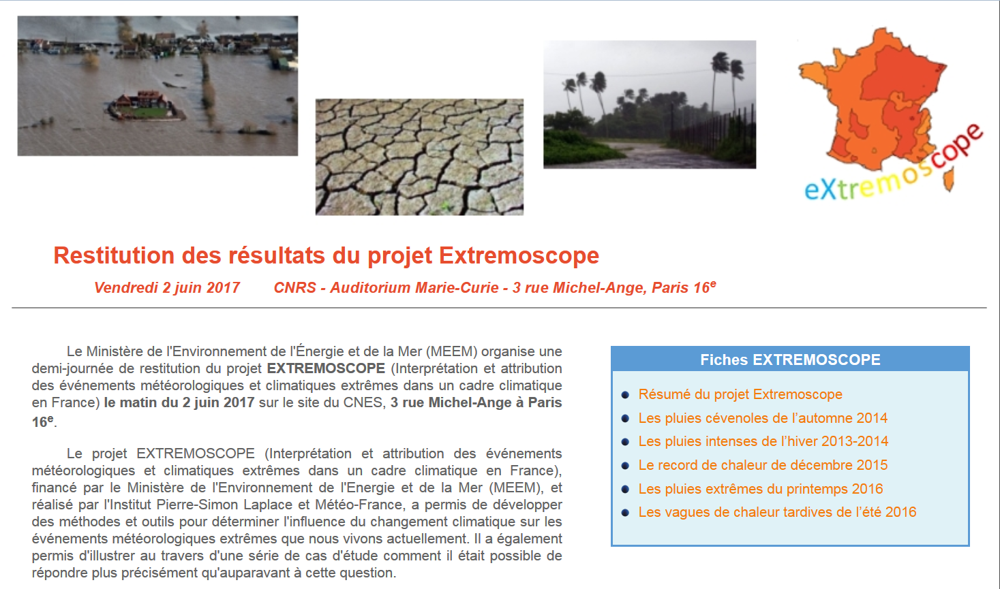 eXtremoscope
Restitution des résultats du projet Extremoscope
Vendredi 2 juin 2017 CNRS - Auditorium Marie-Curie - 3 rue Michel-Ange, Paris 16e
Le Ministère de l'Environnement de l'Énergie et de la Mer (MEEM) organise une
demi-journée de restitution du projet EXTREMOSCOPE (Interprétation et attribution
des événements météorologiques et climatiques extrêmes dans un cadre climatique
en France) le matin du 2 juin 2017 sur le site du CNES, 3 rue Michel-Ange à Paris
16e.
Le projet EXTREMOSCOPE (Interprétation et attribution des événements
météorologiques et climatiques extrêmes dans un cadre climatique en France),
financé par le Ministère de l'Environnement de l'Energie et de la Mer (MEEM), et
réalisé par l'Institut Pierre-Simon Laplace et Météo-France, a permis de développer
des méthodes et outils pour déterminer l'influence du changement climatique sur les
événements météorologiques extrêmes que nous vivons actuellement. Il a également
permis d'illustrer au travers d'une série de cas d'étude comment il était possible de
répondre plus précisément qu'auparavant à cette question.
Fiches EXTREMOSCOPE
Résumé du projet Extremoscope
Les pluies cévenoles de l’automne 2014
Les pluies intenses de l’hiver 2013-2014
Le record de chaleur de décembre 2015
Les pluies extrêmes du printemps 2016
Les vagues de chaleur tardives de l’été 2016